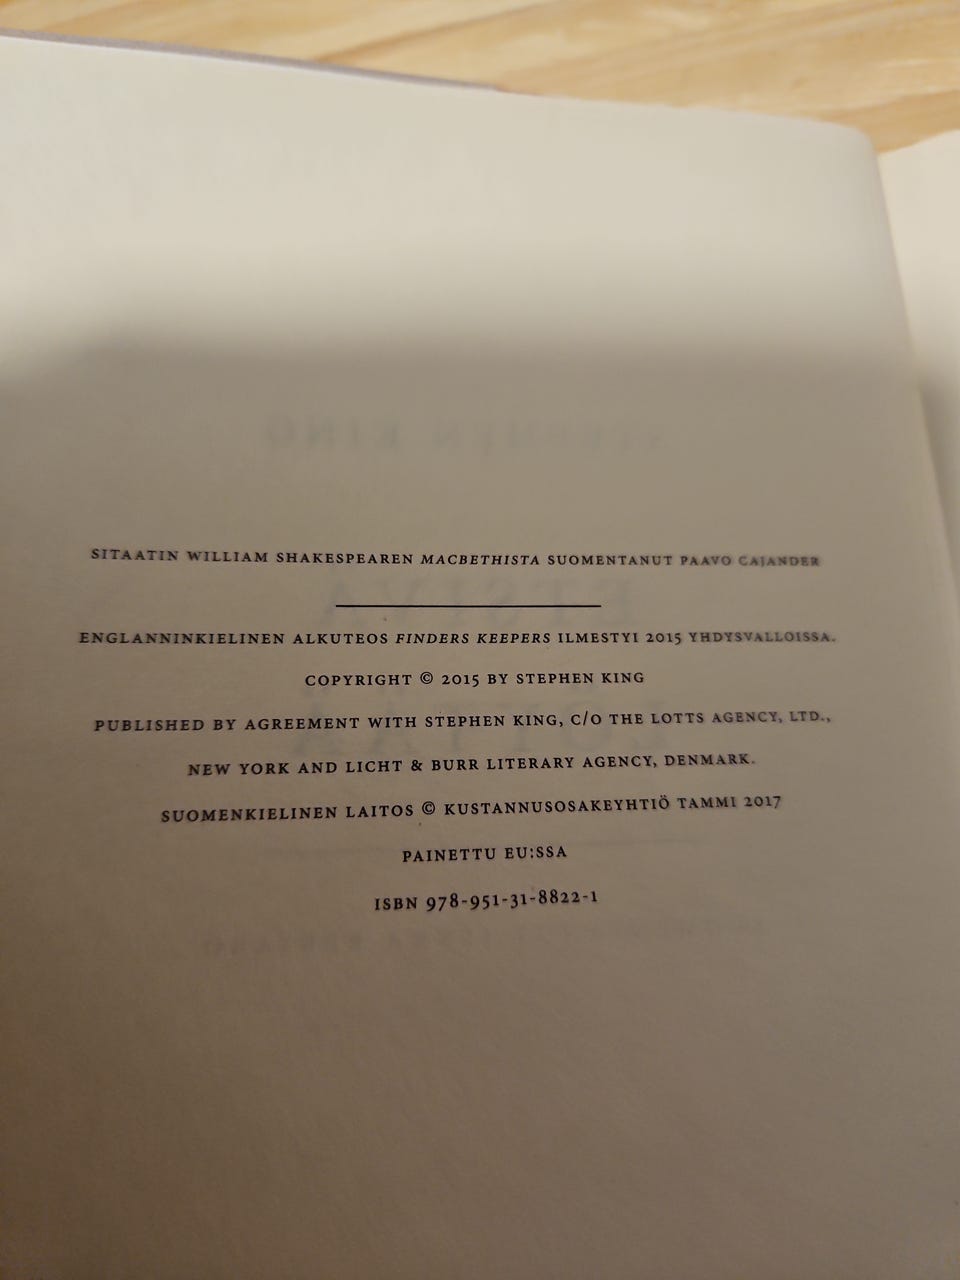 SITAATIN WILLIAM SHAKESPEAREN MACBETHISTA SUOMENTANUT PAAVO CAJANDER
ENGLANNINKIELINEN ALKUTEOS FINDERS KEEPERS ILMESTYI 2015 YHDYSVALLOISSA.
COPYRIGHT © 2015 BY STEPHEN KING
PUBLISHED BY AGREEMENT WITH STEPHEN KING, C/O THE LOTTS AGENCY, LTD.,
NEW YORK AND LICHT & BURR LITERARY AGENCY, DENMARK.
SUOMENKIELINEN LAITOS © KUSTANNUSOSAKEYHTIÖ TAMMI 2017
PAINETTU EU:SSA
ISBN 978-951-31-8822-1